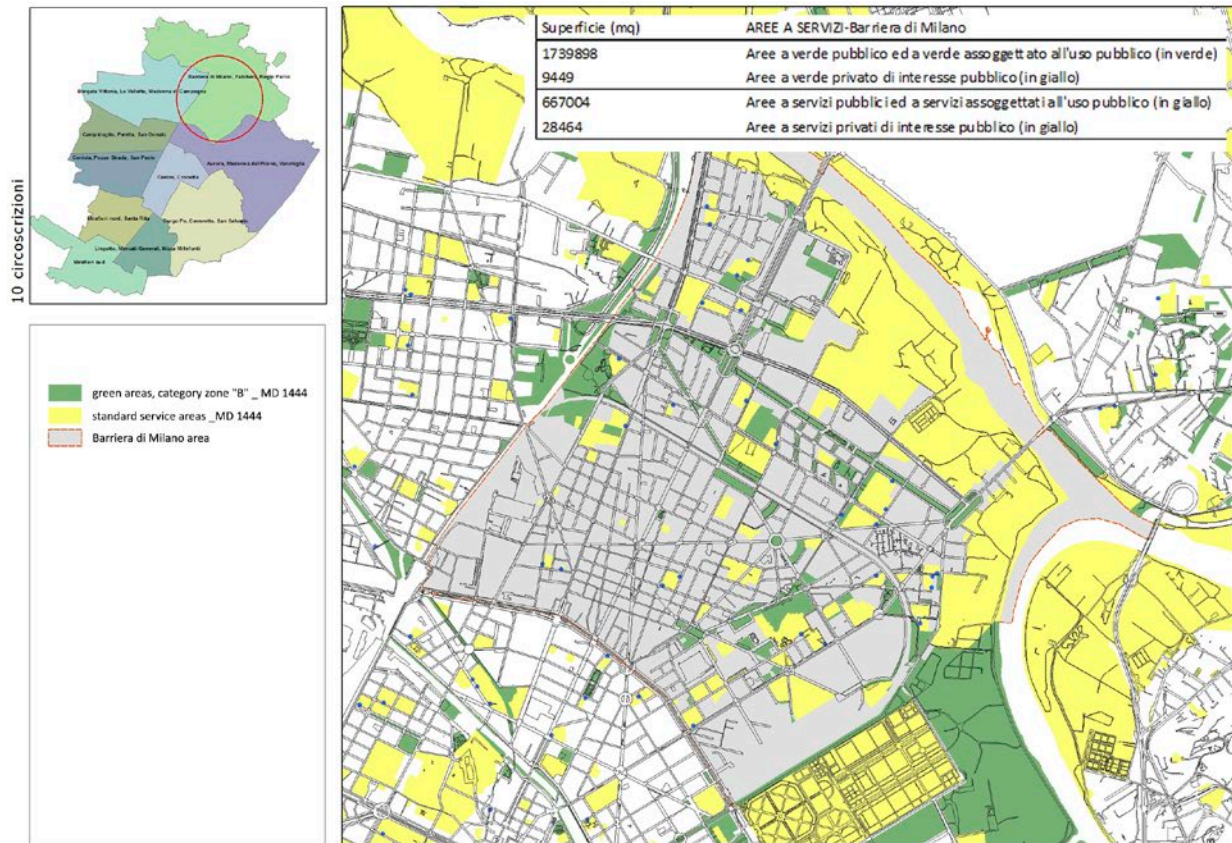 10 circoscrizioni
Barriera di Milano, Falchera, Regio Parco
Borgata Vittoria, Le Vallette, Madonna di Campagna
Campidoglio, Parella, San Donato
Cenisia, Pozzo Strada, San Paolo
Aurora, Madonna del Pilone, Vanchiglia
Centro, Crocetta
Mirafiori nord, Santa Rita
Borgo Po, Cavoretto, San Salvario
Lingotto, Mercati Generali, Nizza Millefonti
Mirafiori sud
Superficie (mq) AREE A SERVIZI-Barriera di Milano
1739898 Aree a verde pubblico ed a verde assoggettato all'uso pubblico (in verde)
9449 Aree a verde privato di interesse pubblico (in giallo)
667004 Aree a servizi pubblici ed a servizi assoggettati all'uso pubblico (in giallo)
28464 Aree a servizi privati di interesse pubblico (in giallo)
green areas, category zone "B" _ MD 1444
standard service areas _MD 1444
Barriera di Milano area